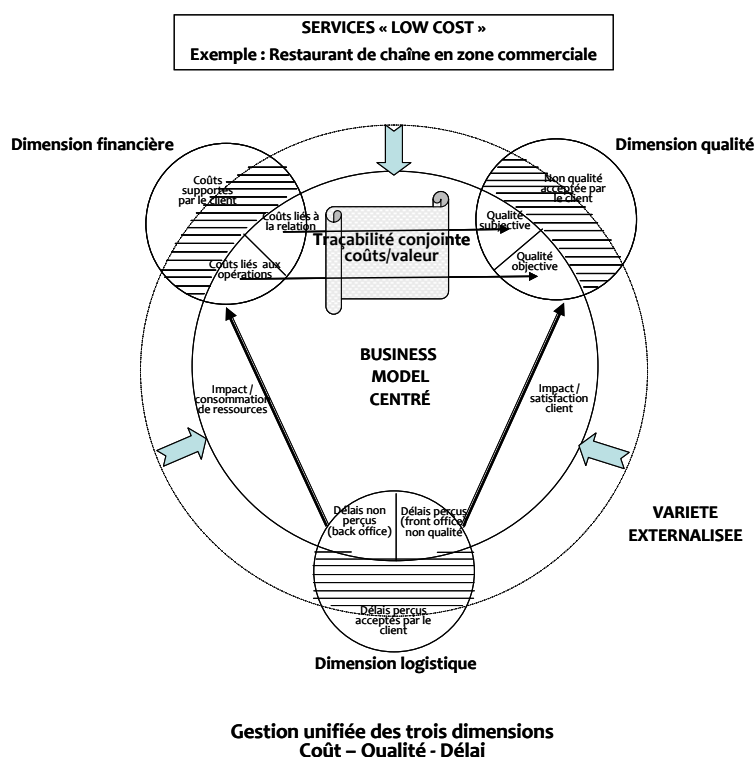 SERVICES « LOW COST »
Exemple : Restaurant de chaîne en zone commerciale
Dimension financière
Dimension qualité
Coûts
supportés
par le client
Non qualité
acceptée par
le client
Coûts liés à
la relation
Qualité
subjective
Traçabilité conjointe
coûts/valeur
Coûts liés aux
opérations
Qualité
objective
BUSINESS
MODEL
CENTRÉ
Impact /
consommation
de ressources
Impact /
satisfaction
client
Délais non
perçus
(back office)
Délais perçus
(front office)
non qualité
VARIETE
EXTERNALISEE
Délais perçus
acceptés par le
client
Dimension logistique
Gestion unifiée des trois dimensions
Coût – Qualité - Délai